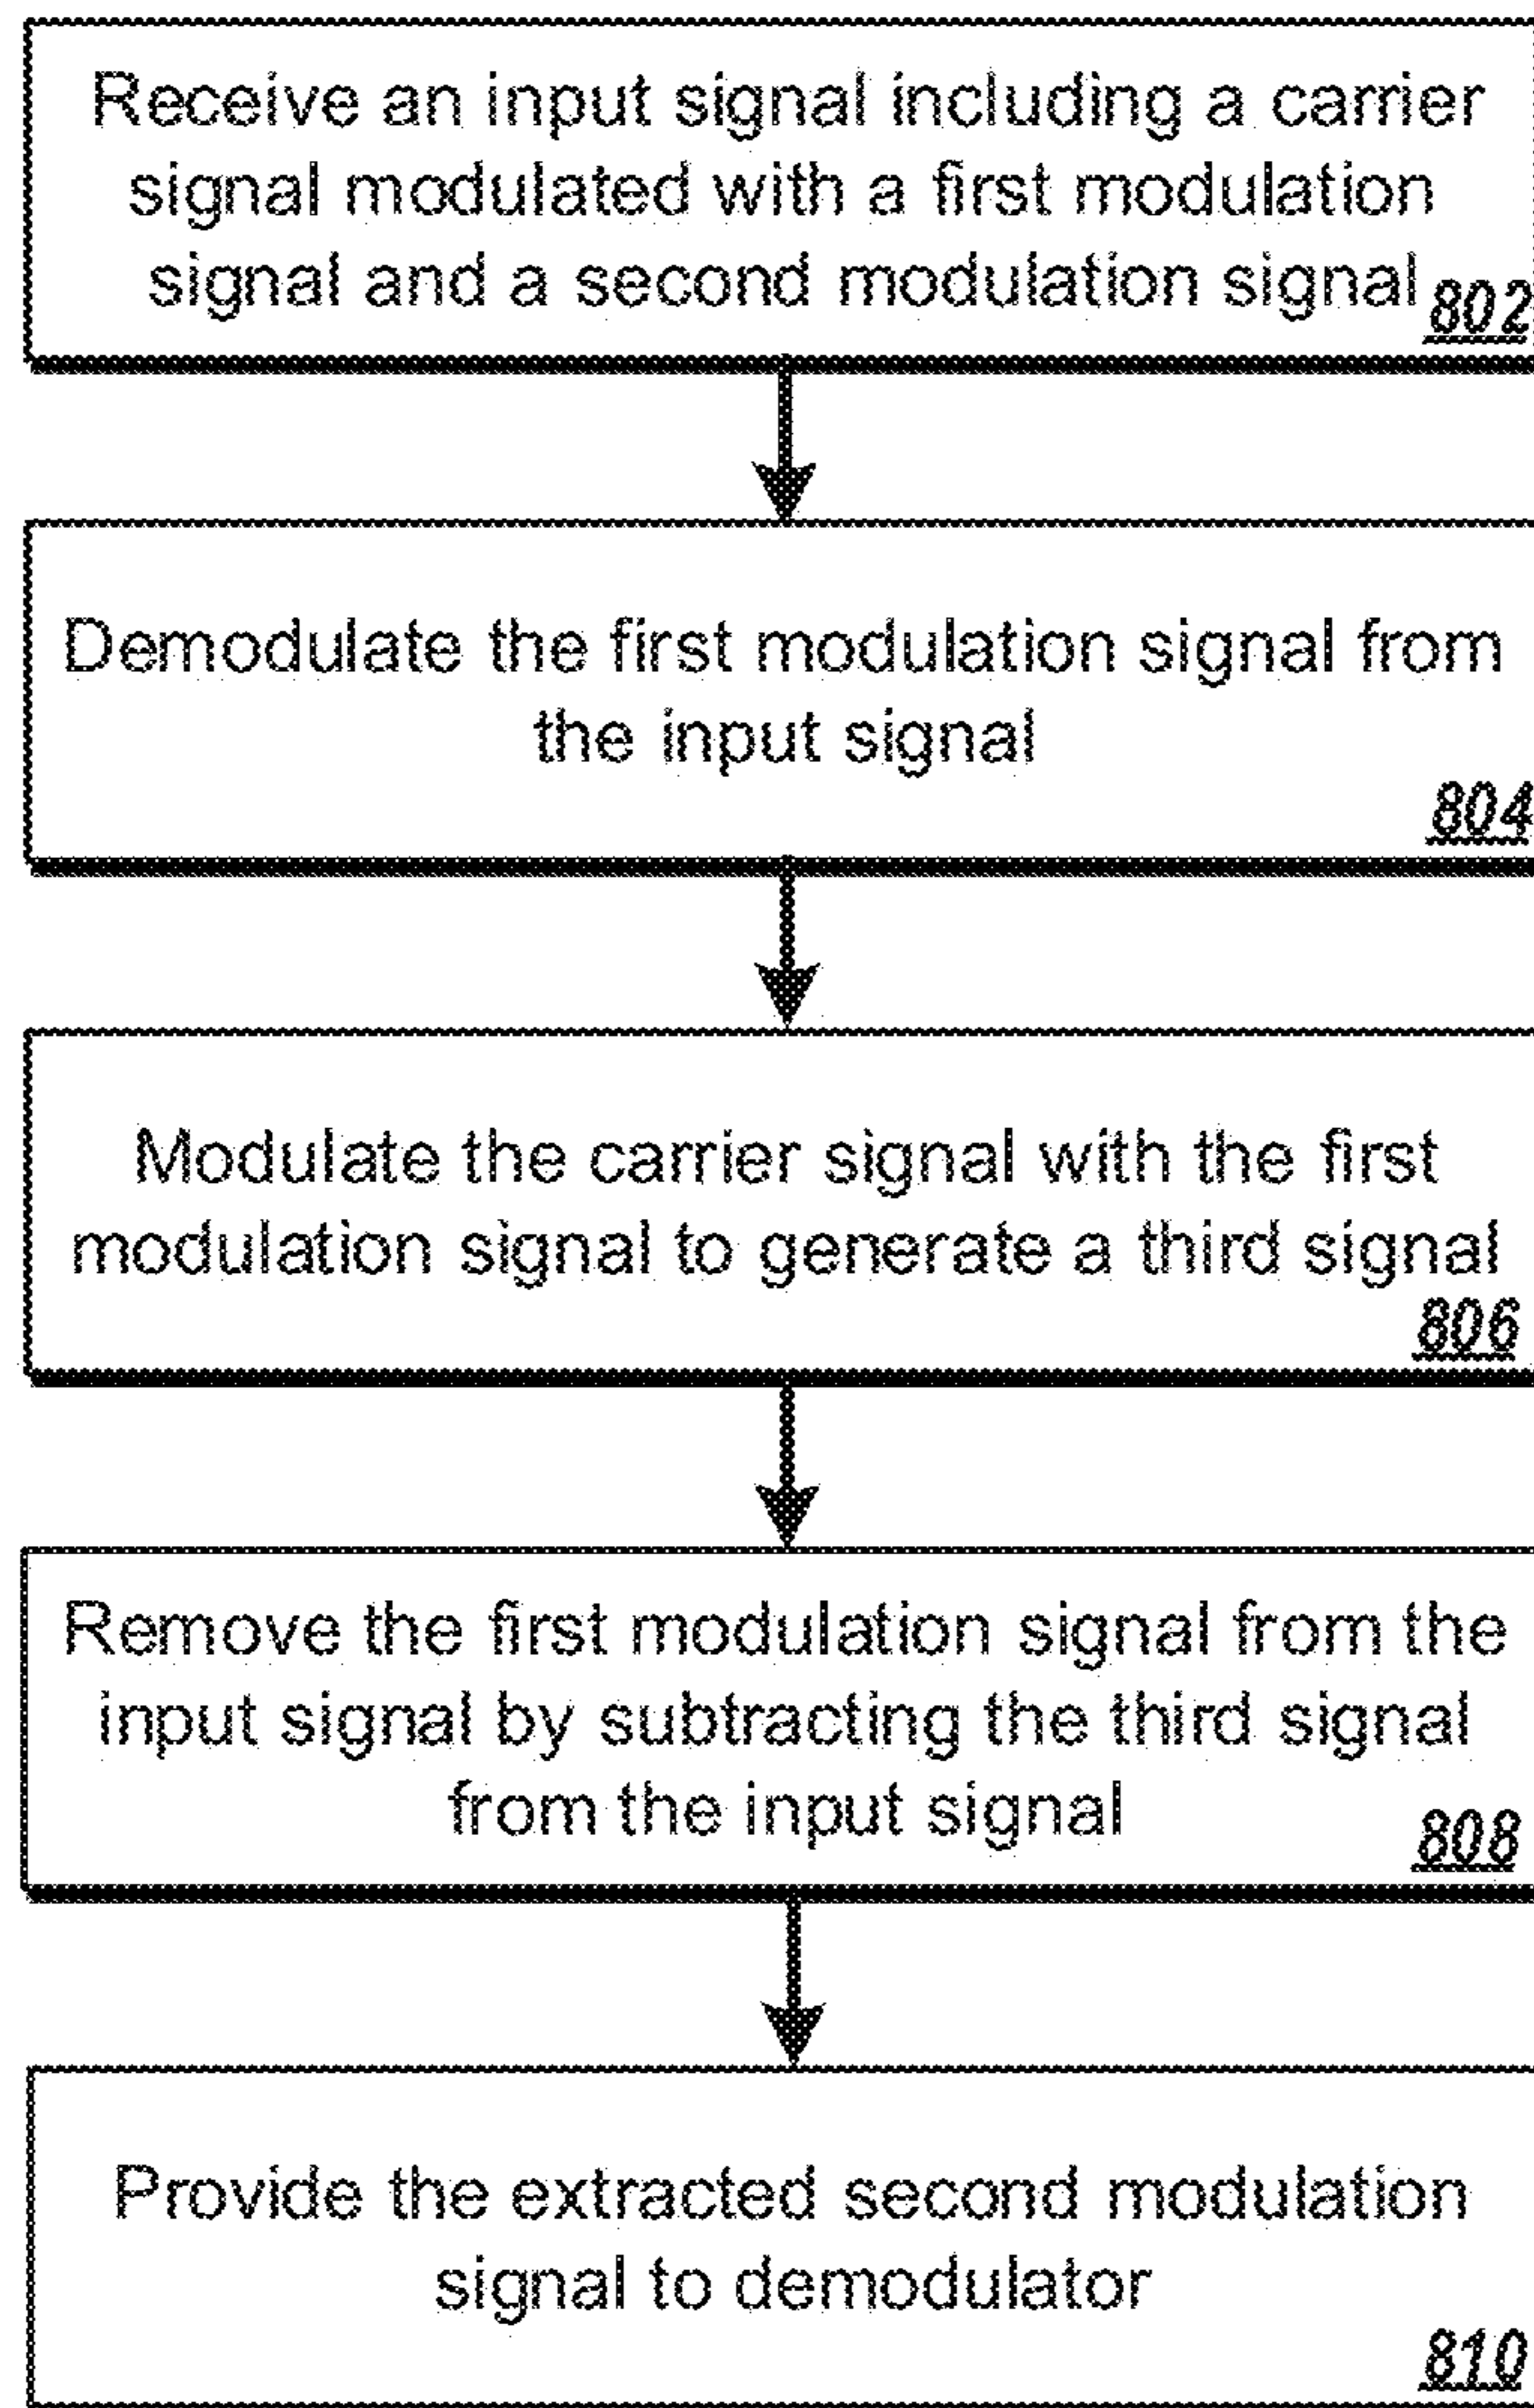 Receive an input signal including a carrier
signal modulated with a first modulation
signal and a second modulation signal
802
Demodulate the first modulation signal from
the input signal
804
Modulate the carrier signal with the first
modulation signal to generate a third signal
806
Remove the first modulation signal from the
input signal by subtracting the third signal
from the input signal
808
Provide the extracted second modulation
signal to demodulator
810